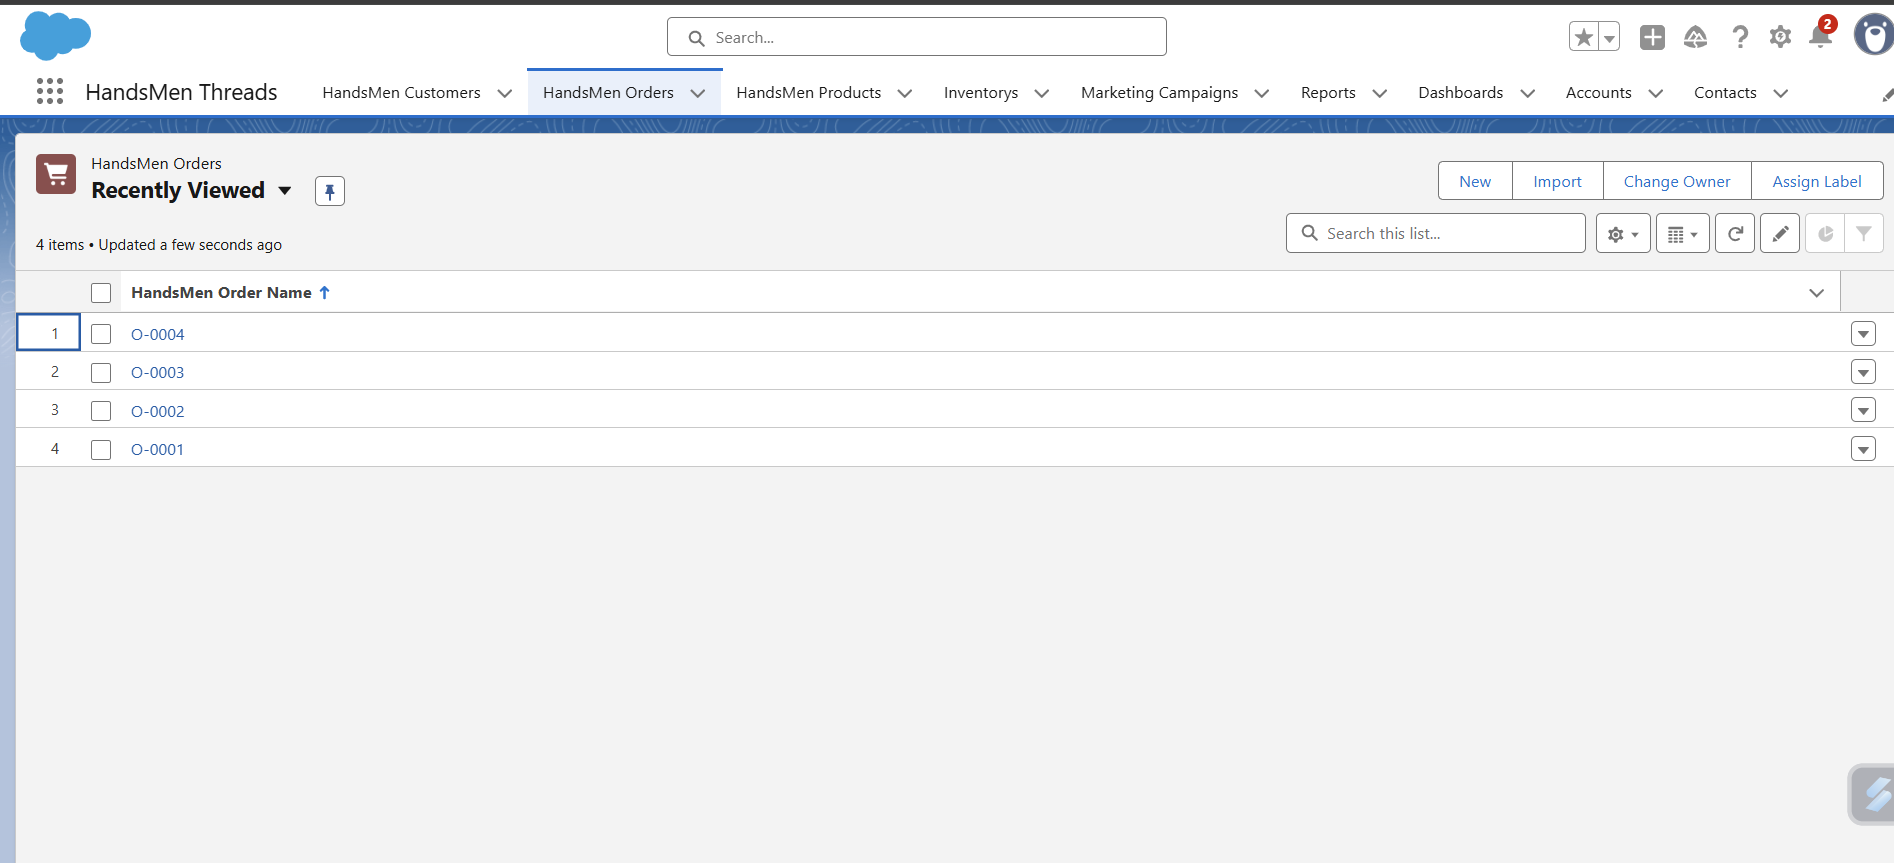 Search...
2
HandsMen Threads
HandsMen Customers
HandsMen Orders
HandsMen Products
Inventorys
Marketing Campaigns
Reports
Dashboards
Accounts
Contacts
HandsMen Orders
Recently Viewed
New
Import
Change Owner
Assign Label
4 items • Updated a few seconds ago
Search this list...
HandsMen Order Name
1 O-0004
2 O-0003
3 O-0002
4 O-0001